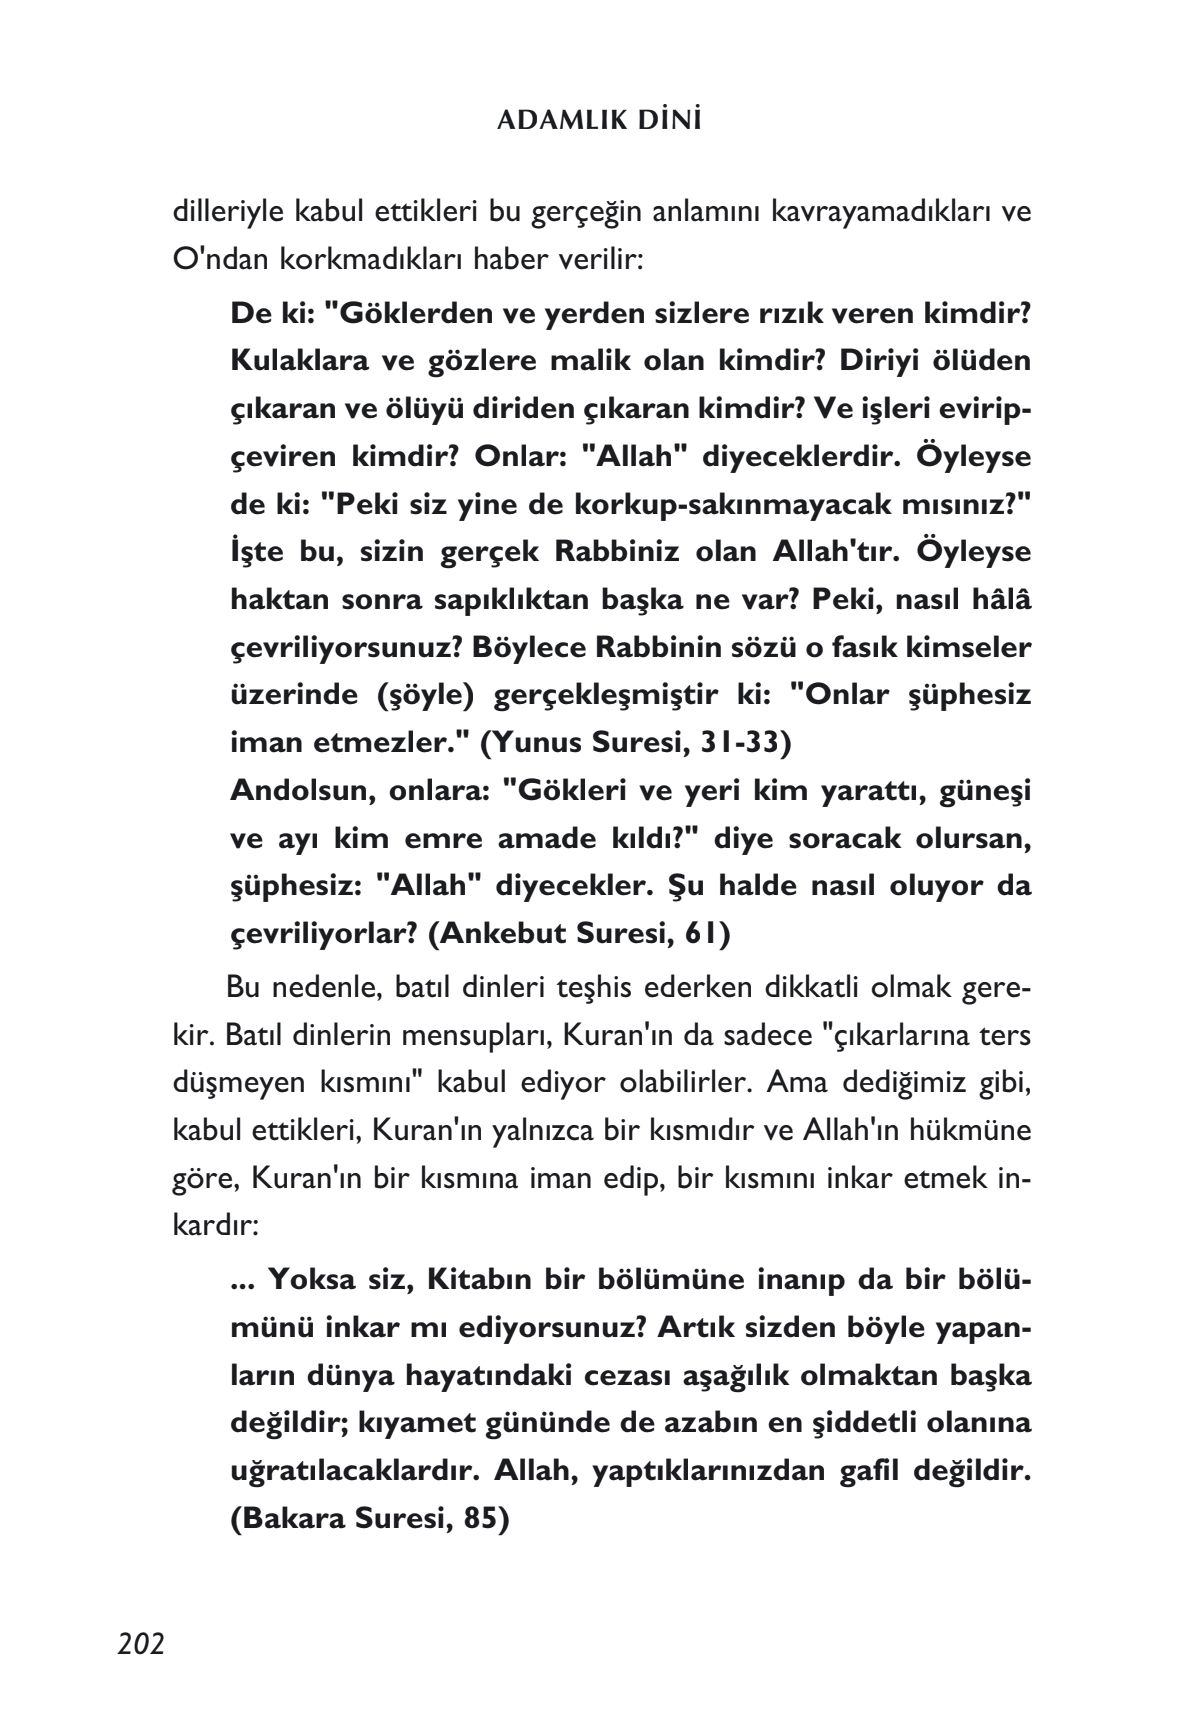 ADAMLIK DİNİ
dilleriyle kabul ettikleri bu gerçeğin anlamını kavrayamadıkları ve
O'ndan korkmadıkları haber verilir:
De ki: "Göklerden ve yerden sizlere rızık veren kimdir?
Kulaklara ve gözlere malik olan kimdir? Diriyi ölüden
çıkaran ve ölüyü diriden çıkaran kimdir? Ve işleri evirip-
çeviren kimdir? Onlar: "Allah" diyeceklerdir. Öyleyse
de ki: "Peki siz yine de korkup-sakınmayacak mısınız?"
İşte bu, sizin gerçek Rabbiniz olan Allah'tır. Öyleyse
haktan sonra sapıklıktan başka ne var? Peki, nasıl hâlâ
çevriliyorsunuz? Böylece Rabbinin sözü o fasık kimseler
üzerinde (şöyle) gerçekleşmiştir ki: "Onlar şüphesiz
iman etmezler." (Yunus Suresi, 31-33)
Andolsun, onlara: "Gökleri ve yeri kim yarattı, güneşi
ve ayı kim emre amade kıldı?" diye soracak olursan,
şüphesiz: "Allah" diyecekler. Şu halde nasıl oluyor da
çevriliyorlar? (Ankebut Suresi, 61)
Bu nedenle, batıl dinleri teşhis ederken dikkatli olmak gere-
kir. Batıl dinlerin mensupları, Kuran'ın da sadece "çıkarlarına ters
düşmeyen kısmını" kabul ediyor olabilirler. Ama dediğimiz gibi,
kabul ettikleri, Kuran'ın yalnızca bir kısmıdır ve Allah'ın hükmüne
göre, Kuran'ın bir kısmına iman edip, bir kısmını inkar etmek in-
kardır:
... Yoksa siz, Kitabın bir bölümüne inanıp da bir bölü-
münü inkar mı ediyorsunuz? Artık sizden böyle yapan-
ların dünya hayatındaki cezası aşağılık olmaktan başka
değildir; kıyamet gününde de azabın en şiddetli olanına
uğratılacaklardır. Allah, yaptıklarınızdan gafil değildir.
(Bakara Suresi, 85)
202